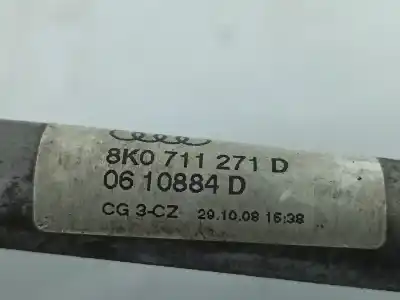 8K0 711 271 D
06 10884 D
CG 3-CZ 29.10.08 15:38